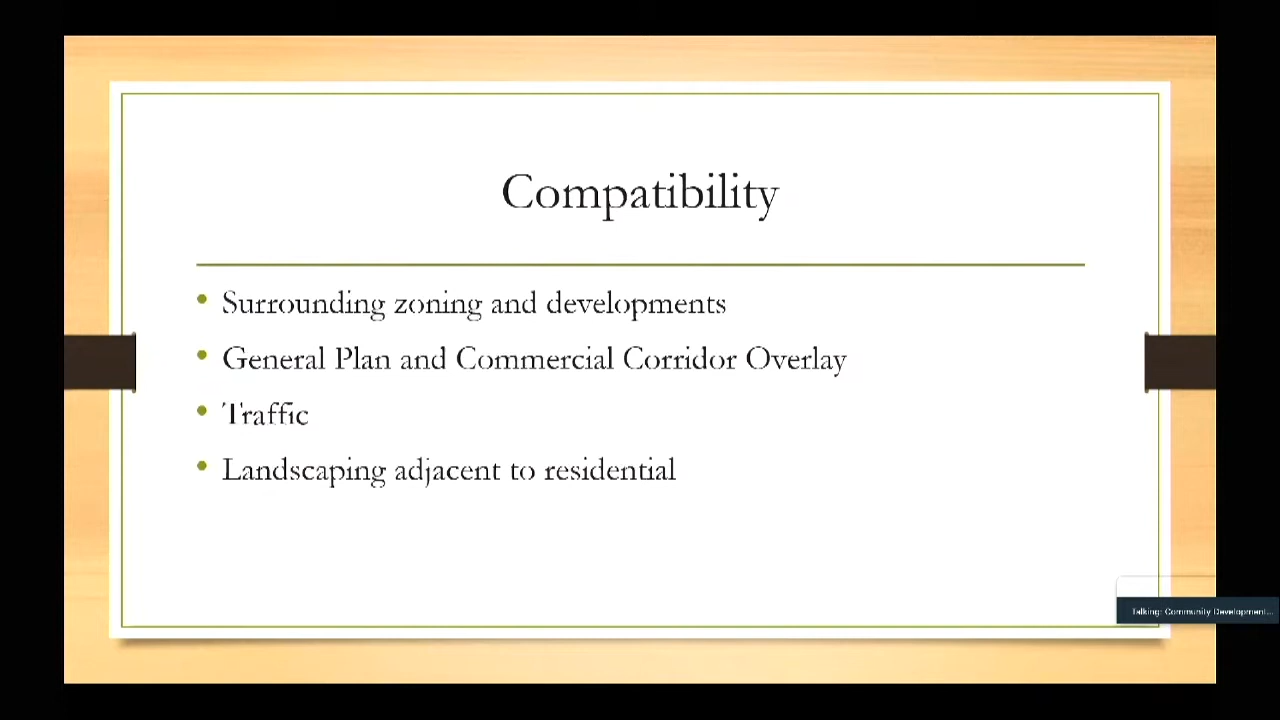 Compatibility
• Surrounding zoning and developments
• General Plan and Commercial Corridor Overlay
• Traffic
• Landscaping adjacent to residential
Talking: Community Development...